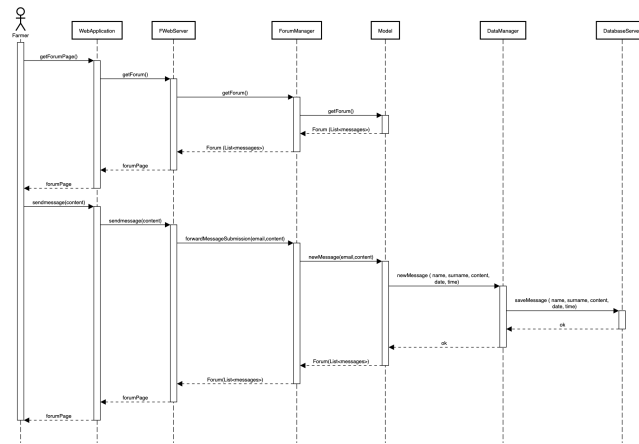 Farmer
WebApplication
FWebServer
ForumManager
Model
DataManager
DatabaseServer
getForumPage()
getForum()
getForum()
getForum()
Forum (List<messages>)
Forum (List<messages>)
forumPage
forumPage
sendmessage(content)
sendmessage(content)
forwardMessageSubmission(email,content)
newMessage(email,content)
newMessage ( name, surname, content,
date, time)
saveMessage ( name, surname, content,
date, time)
ok
ok
Forum(List<messages>)
Forum(List<messages>)
forumPage
forumPage